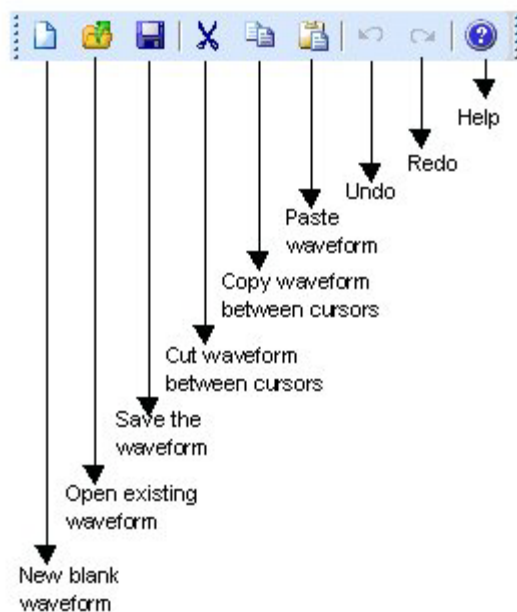 Help
Redo
Undo
Paste
waveform
Copy waveform
between cursors
Cut waveform
between cursors
Save the
waveform
Open existing
waveform
New blank
waveform